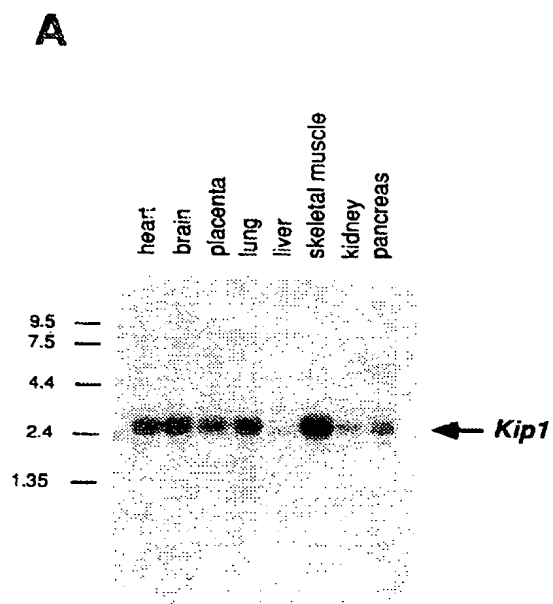 A
heart
brain
placenta
lung
liver
skeletal muscle
kidney
pancreas
9.5
7.5
4.4
2.4
1.35
Kip1